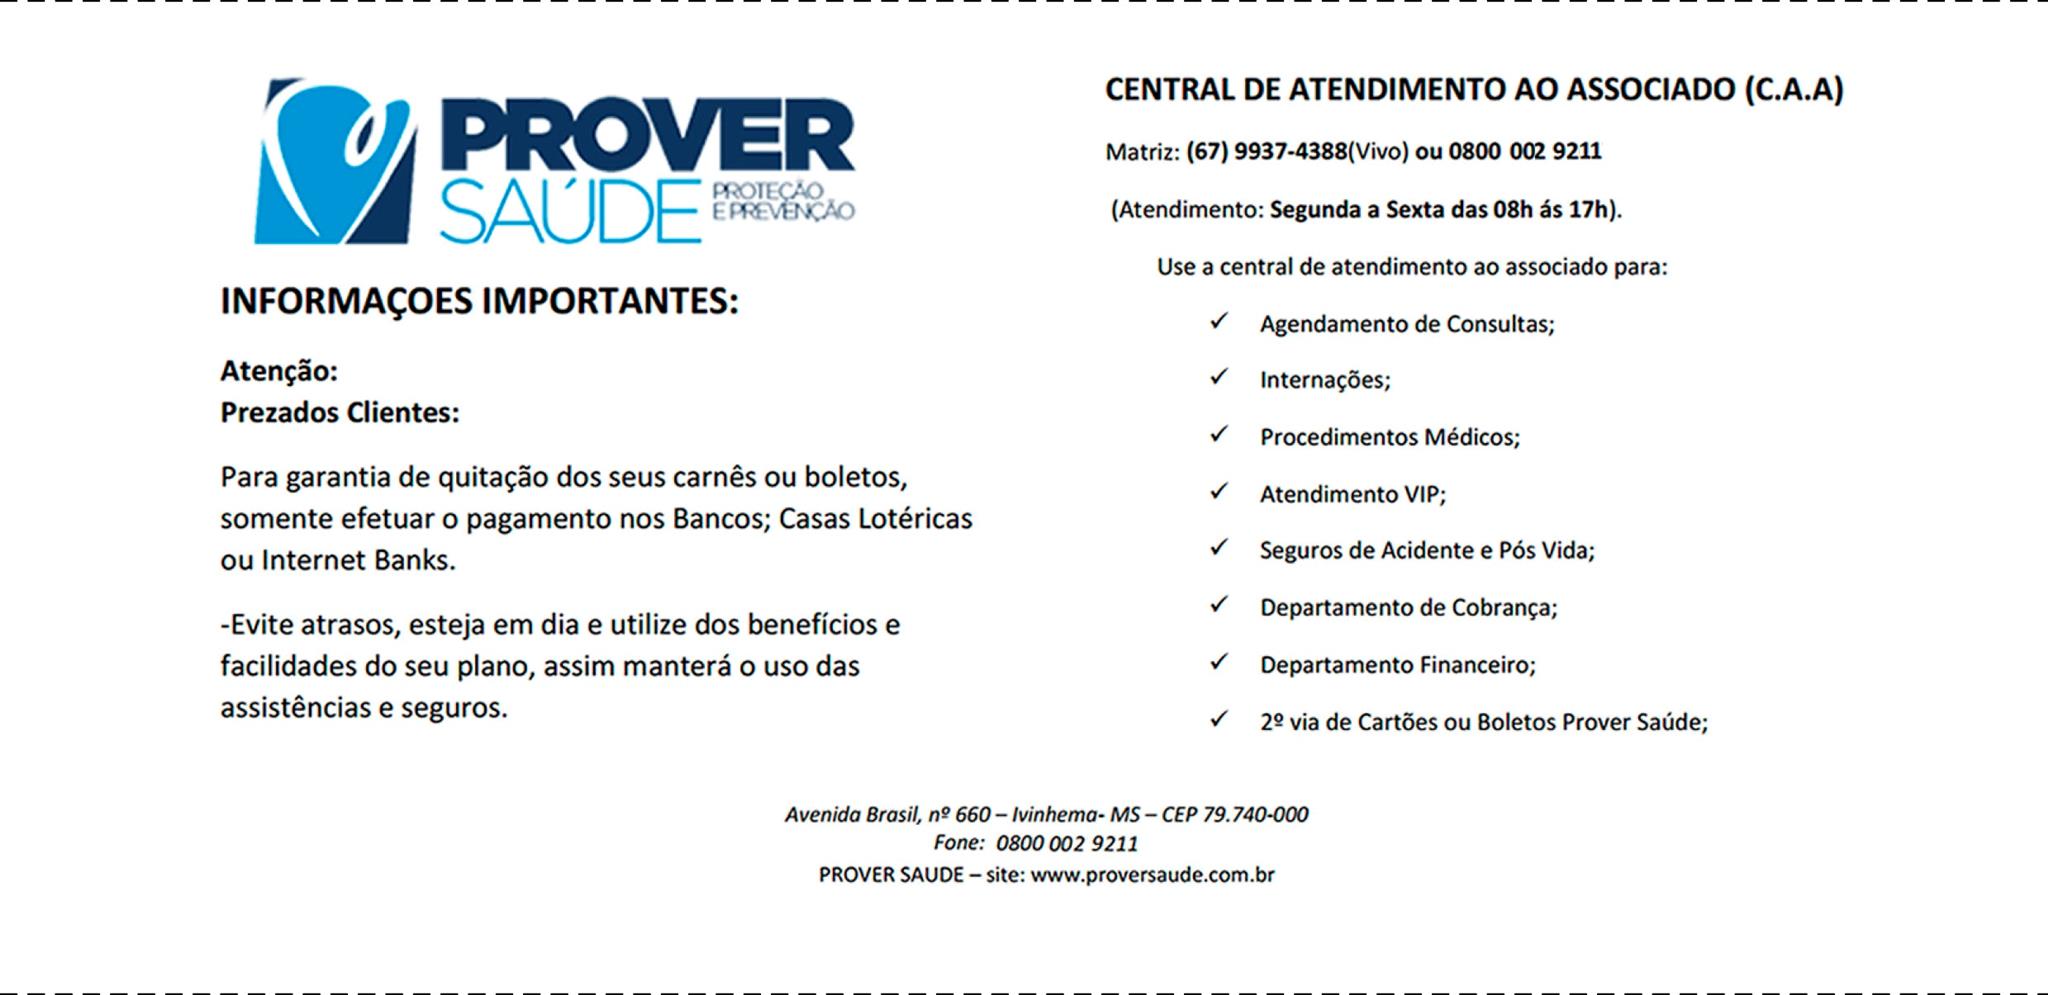 PROVER
SAÚDE PROTEÇÃO
E PREVENÇÃO
INFORMAÇOES IMPORTANTES:
Atenção:
Prezados Clientes:
Para garantia de quitação dos seus carnês ou boletos,
somente efetuar o pagamento nos Bancos; Casas Lotéricas
ou Internet Banks.
-Evite atrasos, esteja em dia e utilize dos benefícios e
facilidades do seu plano, assim manterá o uso das
assistências e seguros.
CENTRAL DE ATENDIMENTO AO ASSOCIADO (C.A.A)
Matriz: (67) 9937-4388(Vivo) ou 0800 002 9211
(Atendimento: Segunda a Sexta das 08h ás 17h).
Use a central de atendimento ao associado para:
✓ Agendamento de Consultas;
✓ Internações;
✓ Procedimentos Médicos;
✓ Atendimento VIP;
✓ Seguros de Acidente e Pós Vida;
✓ Departamento de Cobrança;
✓ Departamento Financeiro;
✓ 2º via de Cartões ou Boletos Prover Saúde;
Avenida Brasil, nº 660 – Ivinhema- MS – CEP 79.740-000
Fone: 0800 002 9211
PROVER SAUDE – site: www.proversaude.com.br